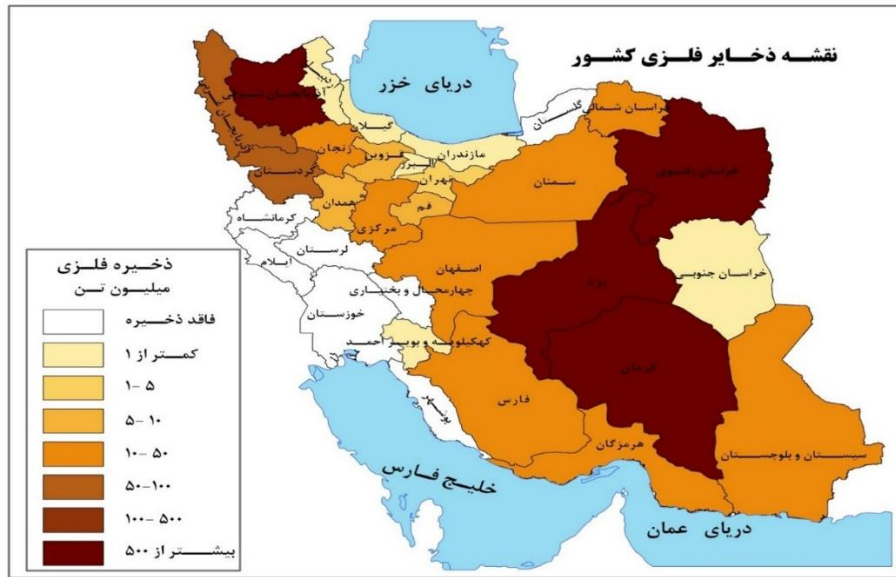 نقشه ذخایر فلزی کشور
دریای خزر
گلستان
خراسان شمالی
آذربایجان شرقی
گیلان
مازندران
خراسان رضوی
زنجان
قزوین
البرز
تهران
سمنان
کردستان
همدان
قم
مرکزی
کرمانشاه
لرستان
ایلام
اصفهان
یزد
خراسان جنوبی
چهارمحال و بختیاری
خوزستان
کهکیلویه و بویر احمد
کرمان
فارس
بوشهر
هرمزگان
سیستان و بلوچستان
خلیج فارس
دریای عمان
ذخیره فلزی
میلیون تن
فاقد ذخیره
کمتر از ۱
۱- ۵
۵- ۱۰
۱۰- ۵۰
۵۰-۱۰۰
۱۰۰- ۵۰۰
بیشتر از ۵۰۰